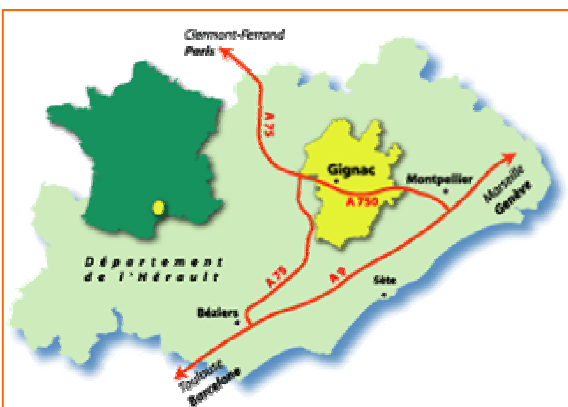 Clermont-Ferrand
Paris
A 75
Gignac
Montpellier
Marseille
Genève
A 750
Département
de l'Hérault
A 75
A 9
Sète
Béziers
Toulouse
Barcelone